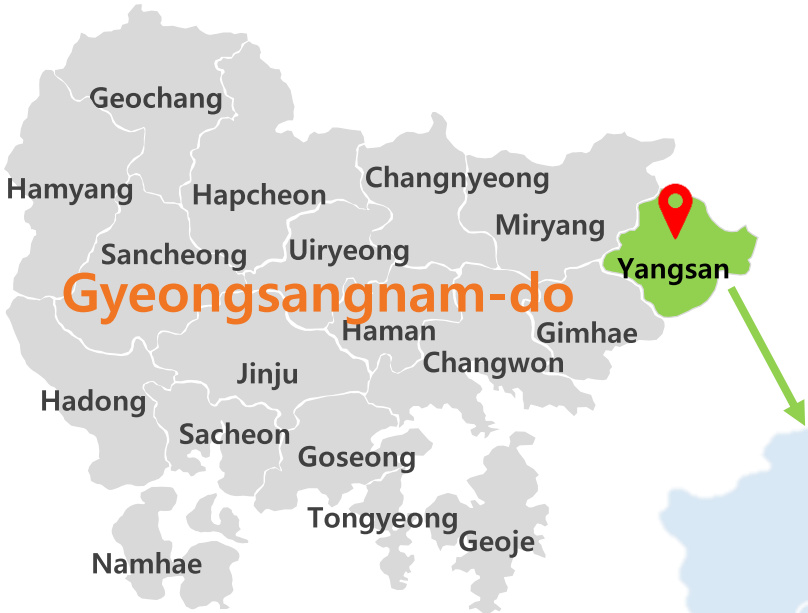 Geochang
Changnyeong
Hamyang
Hapcheon
Miryang
Sancheong
Uiryeong
Yangsan
Gyeongsangnam-do
Haman
Gimhae
Changwon
Jinju
Hadong
Sacheon
Goseong
Tongyeong
Geoje
Namhae